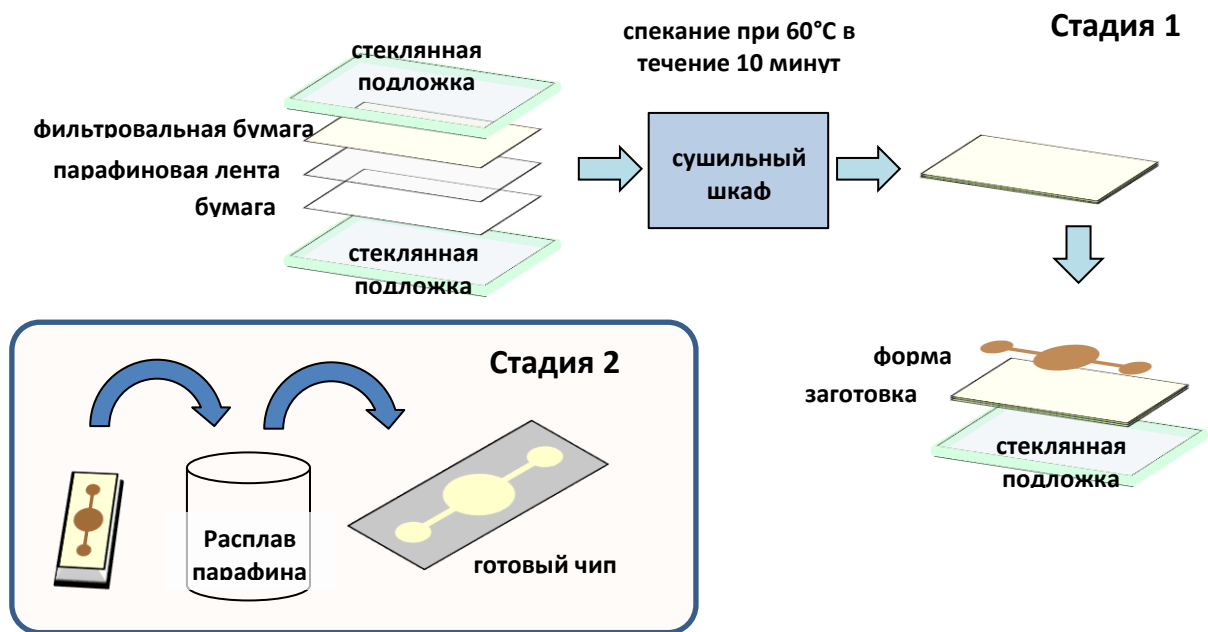 Стадия 1
спекание при 60°C в
течение 10 минут
стеклянная
подложка
фильтровальная бумага
парафиновая лента
бумага
стеклянная
подложка
сушильный
шкаф
форма
заготовка
стеклянная
подложка
Стадия 2
Расплав
парафина
готовый чип